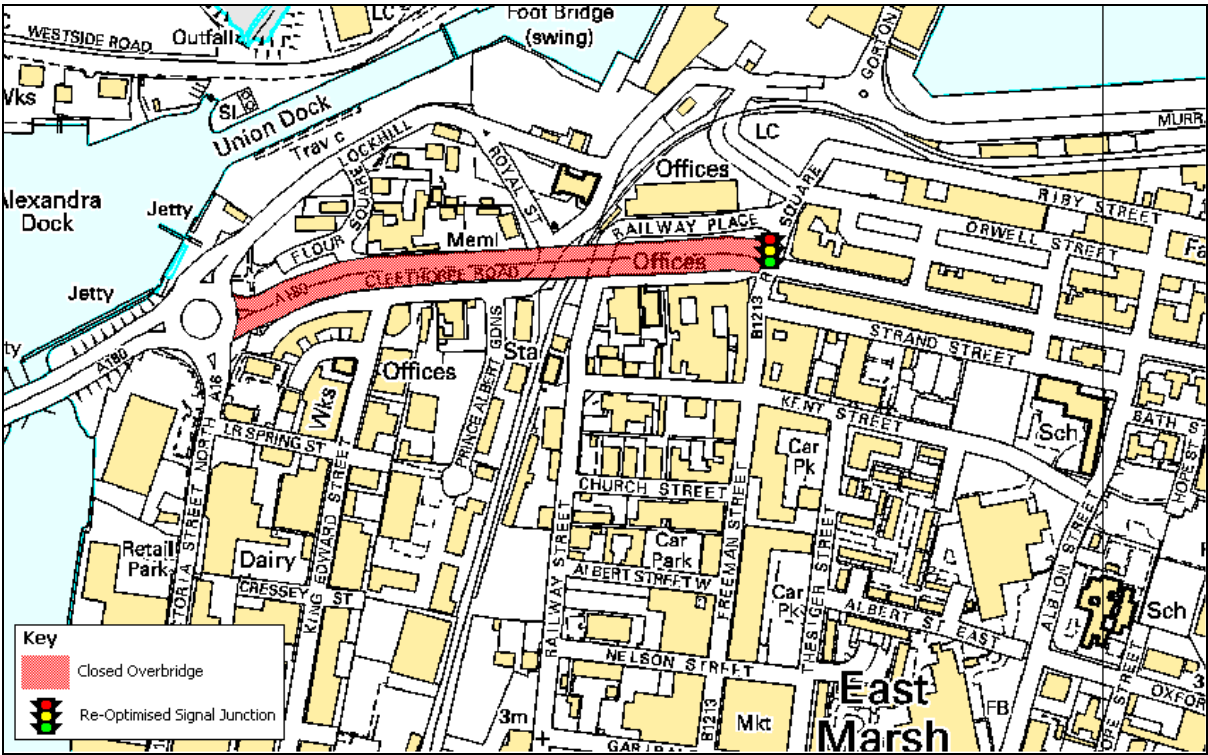 Foot Bridge
(swing)
LC
WESTSIDE ROAD
Outfall
Wks
SL
Union Dock
Trav c
LOCKHILL
GORTON
LC
MURR
Alexandra
Dock
Jetty
FLOUR
SQUARE
ROYAL ST
Offices
Meml
RAILWAY PLACE
SQUARE
RIBY STREET
ORWELL STREET
Fa
Jetty
A180
CLEETHORPE ROAD
Offices
A180
A16
B1213
STRAND STREET
Offices
Wks
Sta
PRINCE ALBERT GDNS
KENT STREET
Sch
BATH ST
HOPE ST
LR SPRING ST
VICTORIA STREET NORTH
KING EDWARD STREET
RAILWAY STREET
CHURCH STREET
FREEMAN STREET
Car
Pk
Retail
Park
Dairy
CRESSEY ST
Car
Park
ALBERT STREET W
Car
Pk
THESIGER STREET
ALBERT ST EAST
ALBION STREET
Sch
NELSON STREET
East
Marsh
FB
OXFOR
3m
B1213
Mkt
GARIBAL
Key
Closed Overbridge
Re-Optimised Signal Junction